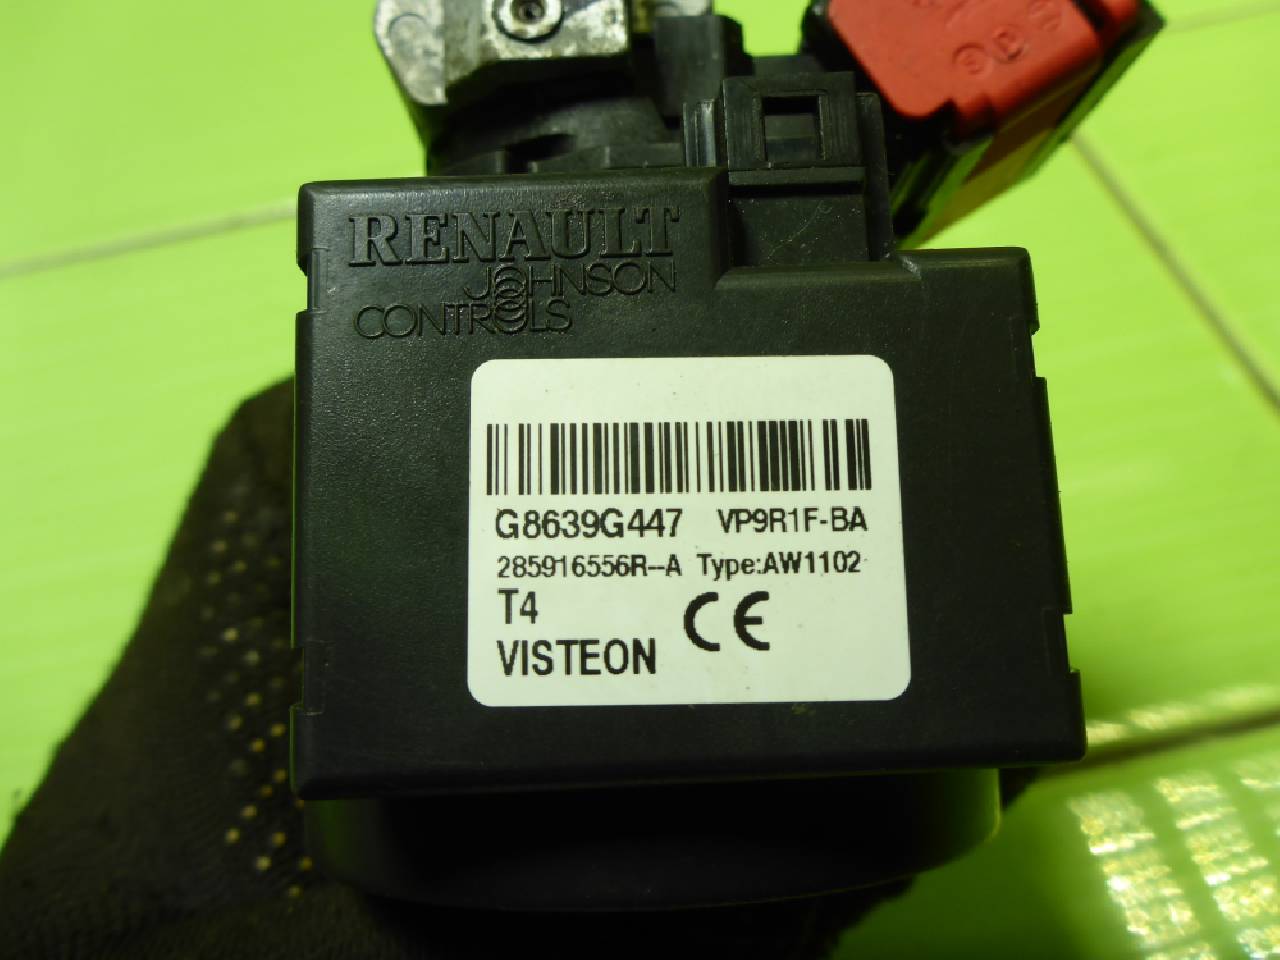 RENAULT
JOHNSON
CONTROLS
G8639G447 VP9R1F-BA
285916556R--A Type:AW1102
T4 CE
VISTEON